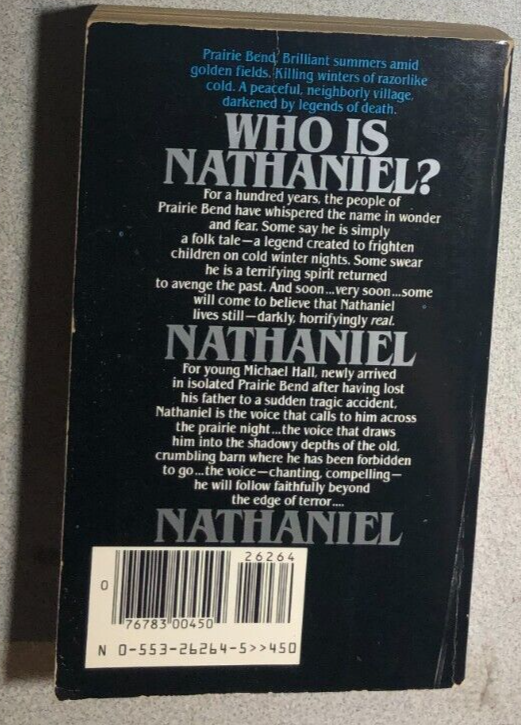 Prairie Bend. Brilliant summers amid
golden fields. Killing winters of razorlike
cold. A peaceful, neighborly village,
darkened by legends of death.
WHO IS
NATHANIEL?
For a hundred years, the people of
Prairie Bend have whispered the name in wonder
and fear. Some say he is simply
a folk tale—a legend created to frighten
children on cold winter nights. Some swear
he is a terrifying spirit returned
to avenge the past. And soon...very soon...some
will come to believe that Nathaniel
lives still—darkly, horrifyingly real.
NATHANIEL
For young Michael Hall, newly arrived
in isolated Prairie Bend after having lost
his father to a sudden tragic accident,
Nathaniel is the voice that calls to him across
the prairie night...the voice that draws
him into the shadowy depths of the old,
crumbling barn where he has been forbidden
to go...the voice—chanting, compelling—
he will follow faithfully beyond
the edge of terror....
NATHANIEL
26264
0
76783 00450
N 0-553-26264-5>>450